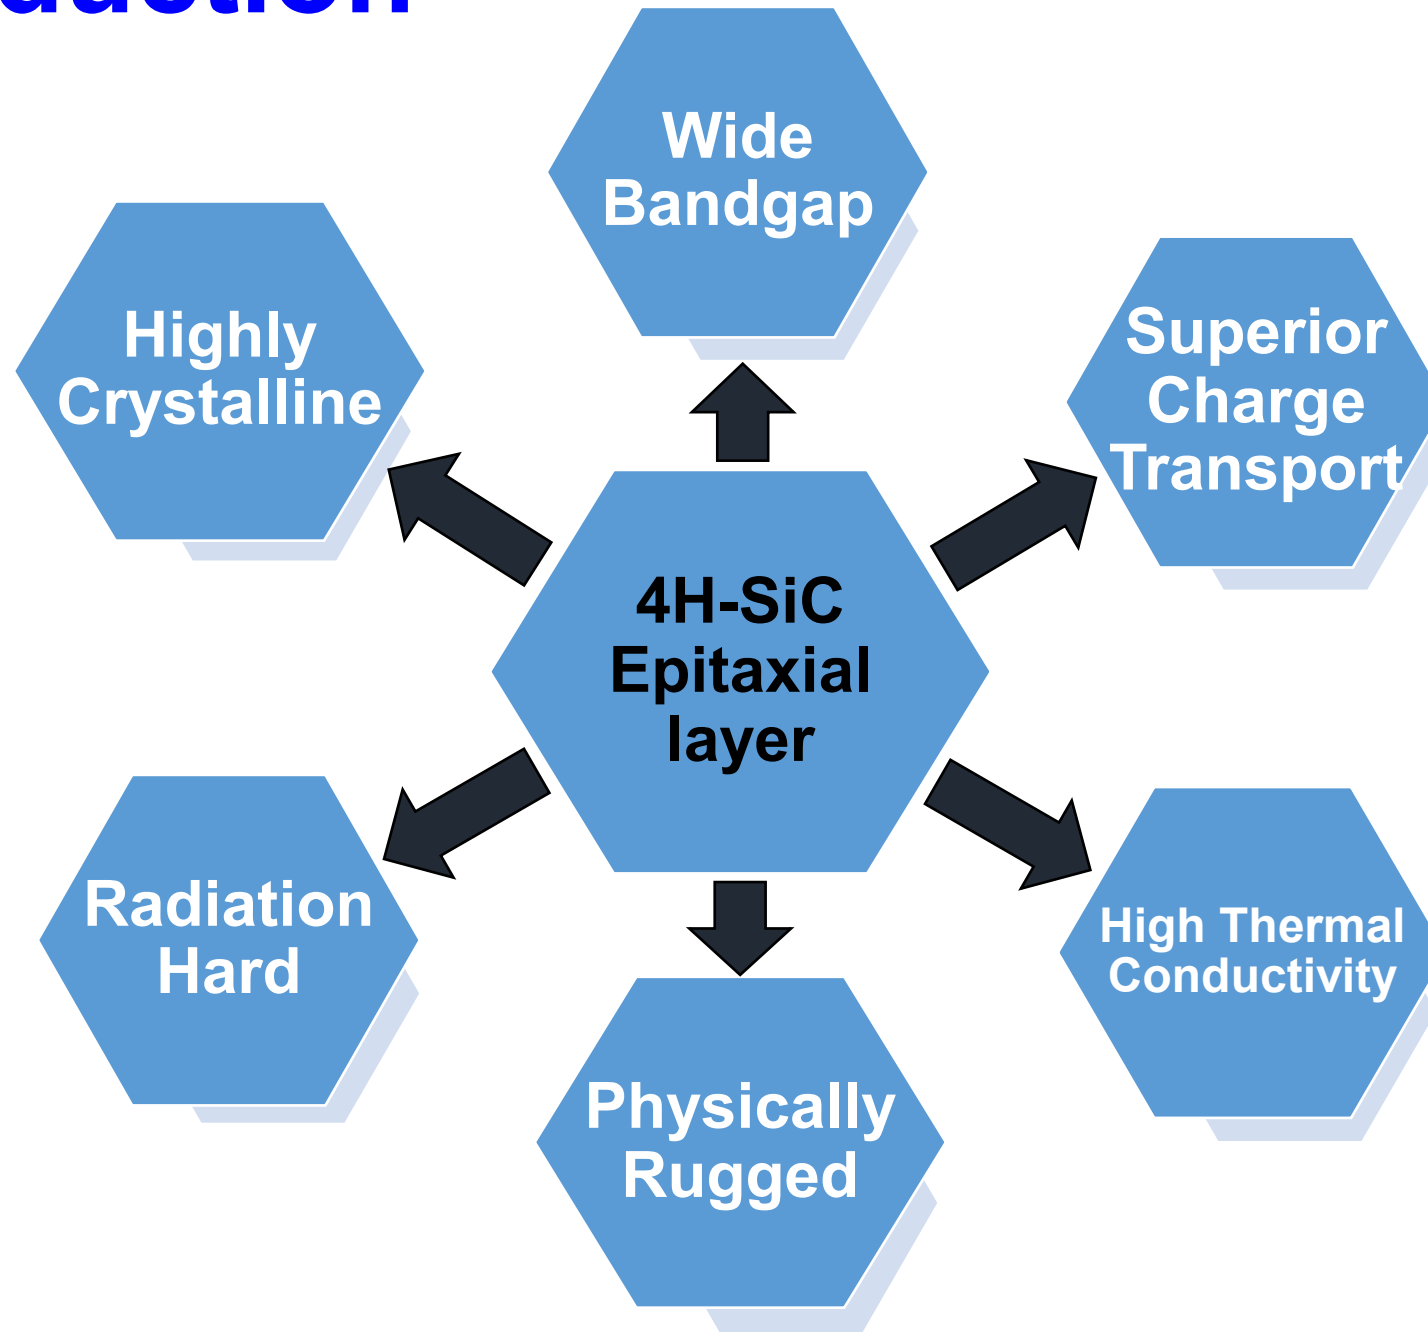 Wide
Bandgap
Highly
Crystalline
Superior
Charge
Transport
4H-SiC
Epitaxial
layer
Radiation
Hard
High Thermal
Conductivity
Physically
Rugged